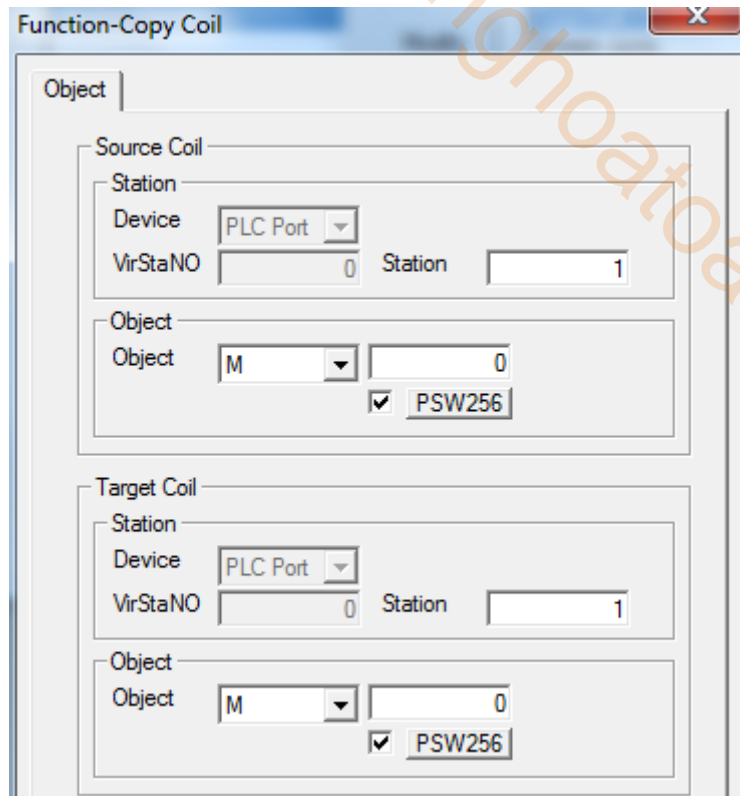 Function-Copy Coil
Object
Source Coil
Station
Device PLC Port
VirStaNO 0 Station 1
Object
Object M 0
PSW256
Target Coil
Station
Device PLC Port
VirStaNO 0 Station 1
Object
Object M 0
PSW256